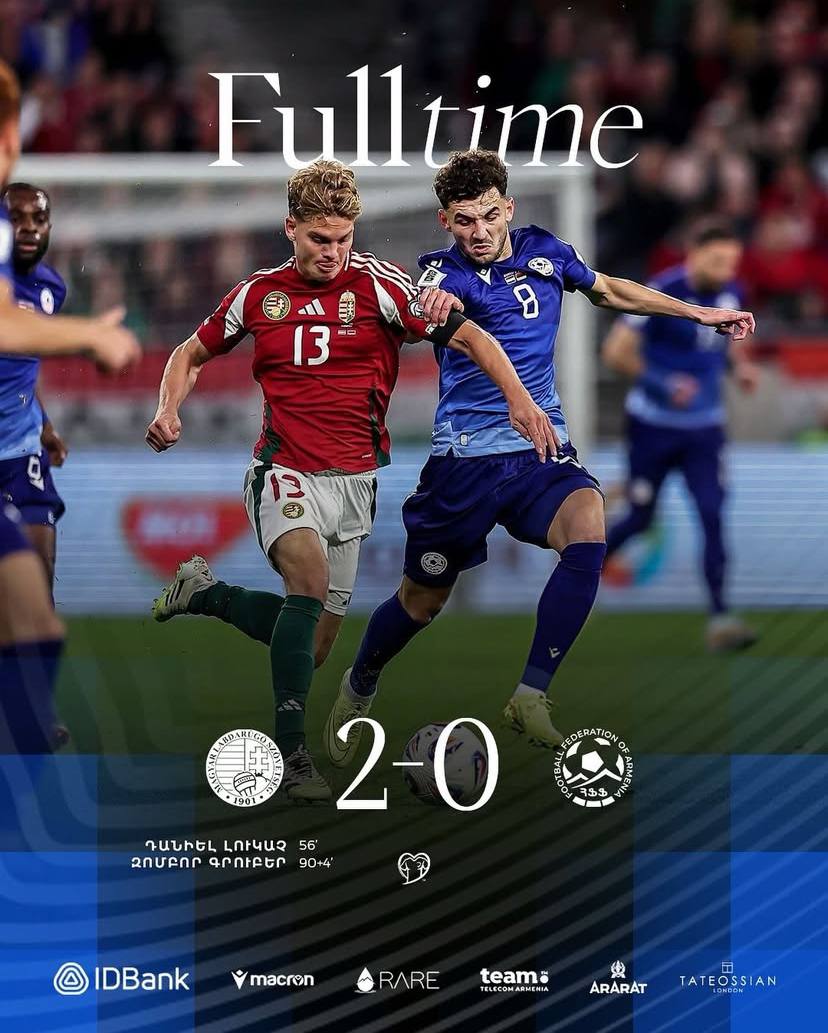 Fulltime
13
8
13
2-0
MAGYAR LABDARÚGÓ SZÖVETSÉG
1901
FOOTBALL FEDERATION OF ARMENIA
ՀՖՖ
ԴԱՆԻԵԼ ԼՈՒԿԱՉ 56’
ԶՈՄԲՈՐ ԳՐՈՒԲԵՐ 90+4’
IDBank
macron
RARE
team.
TELECOM ARMENIA
ARARAT
TATEOSSIAN
LONDON